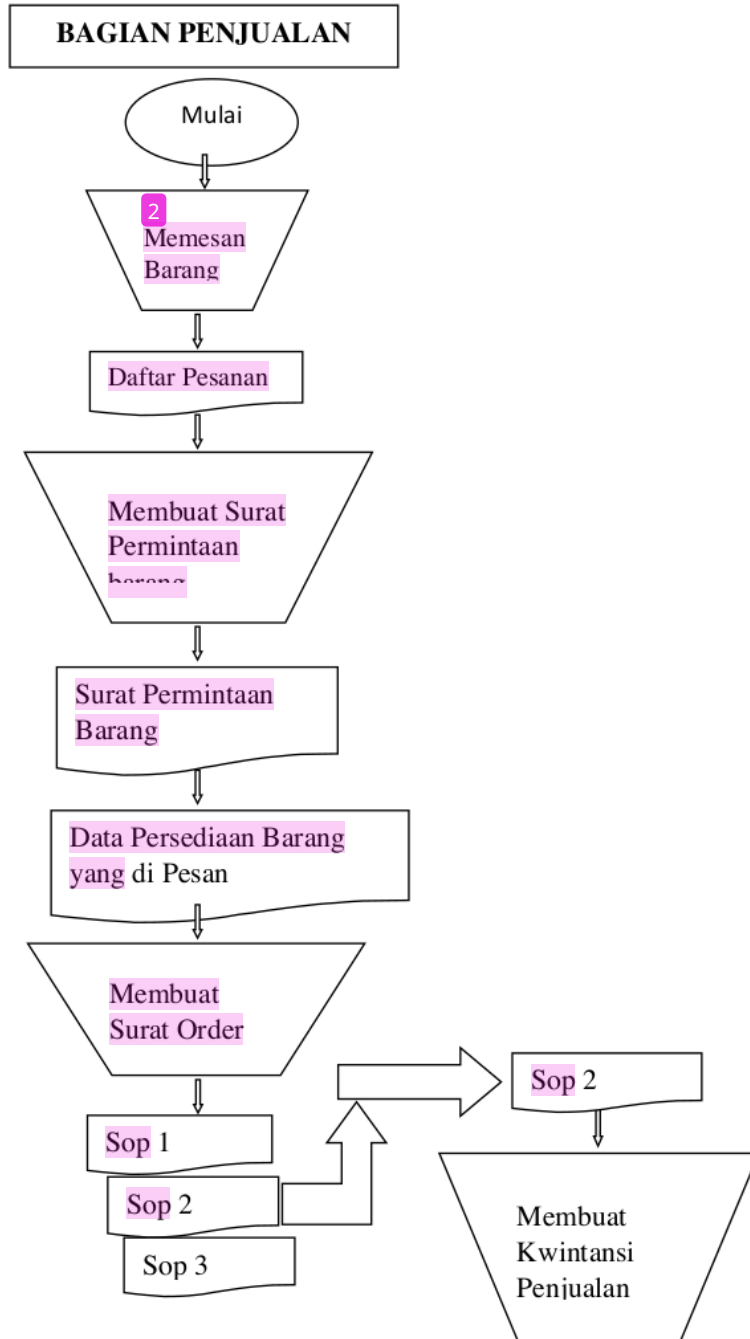 BAGIAN PENJUALAN
Mulai
2
Memesan
Barang
Daftar Pesanan
Membuat Surat
Permintaan
barang
Surat Permintaan
Barang
Data Persediaan Barang
yang di Pesan
Membuat
Surat Order
Sop 1
Sop 2
Sop 3
Sop 2
Membuat
Kwintansi
Penjualan